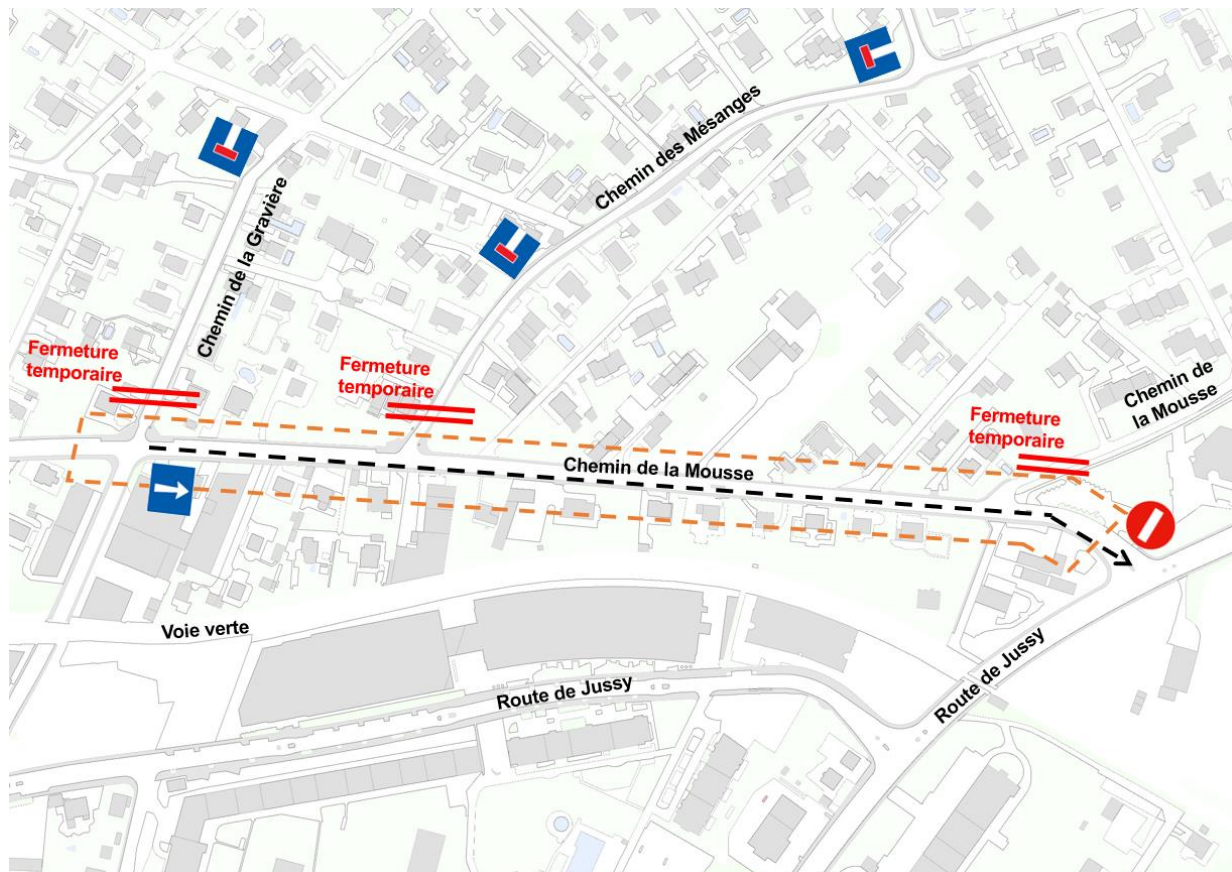 Chemin des Mésanges
Chemin de la Gravière
Fermeture
temporaire
Fermeture
temporaire
Chemin de
la Mousse
Fermeture
temporaire
Chemin de la Mousse
Voie verte
Route de Jussy
Route de Jussy